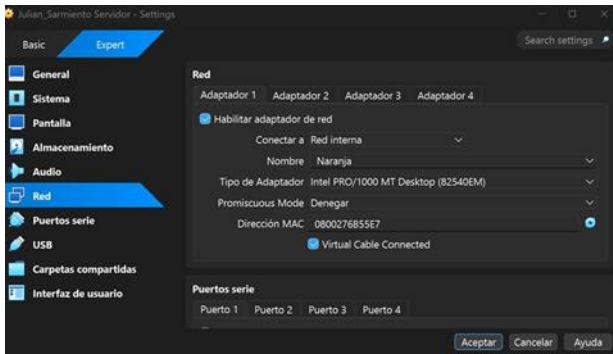 Julian_Sarmiento Servidor - Settings
Basic Expert Search settings
General
Sistema
Pantalla
Almacenamiento
Audio
Red
Puertos serie
USB
Carpetas compartidas
Interfaz de usuario
Red
Adaptador 1 Adaptador 2 Adaptador 3 Adaptador 4
Habilitar adaptador de red
Conectar a Red interna
Nombre Naranja
Tipo de Adaptador Intel PRO/1000 MT Desktop (82540EM)
Promiscuous Mode Denegar
Dirección MAC 0800276B55E7
Virtual Cable Connected
Puertos serie
Puerto 1 Puerto 2 Puerto 3 Puerto 4
Aceptar Cancelar Ayuda